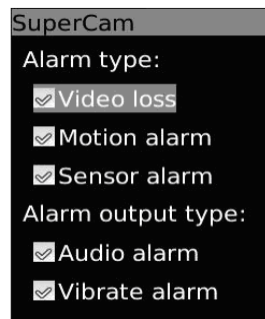 SuperCam
Alarm type:
Video loss
Motion alarm
Sensor alarm
Alarm output type:
Audio alarm
Vibrate alarm